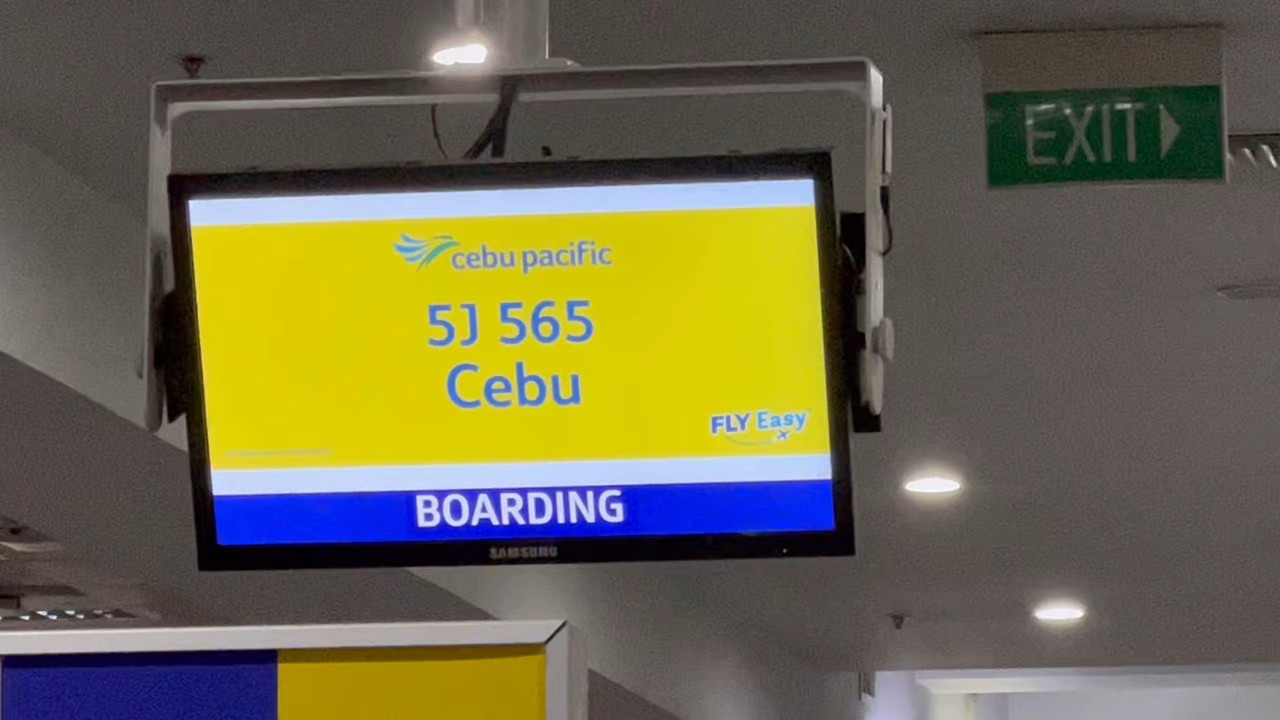 EXIT
cebu pacific
5J 565
Cebu
FLY Easy
BOARDING
SAMSUNG